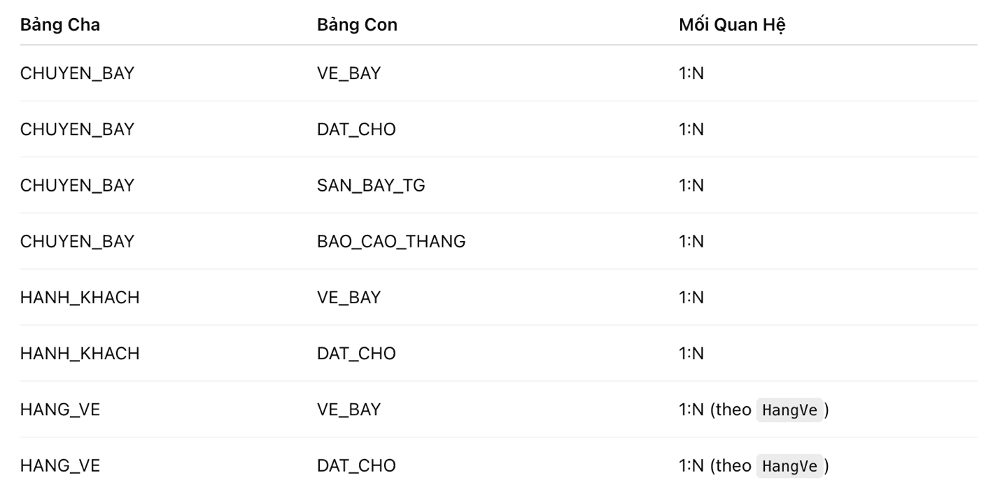 Bảng Cha Bảng Con Mối Quan Hệ
CHUYEN_BAY VE_BAY 1:N
CHUYEN_BAY DAT_CHO 1:N
CHUYEN_BAY SAN_BAY_TG 1:N
CHUYEN_BAY BAO_CAO_THANG 1:N
HANH_KHACH VE_BAY 1:N
HANH_KHACH DAT_CHO 1:N
HANG_VE VE_BAY 1:N (theo HangVe)
HANG_VE DAT_CHO 1:N (theo HangVe)